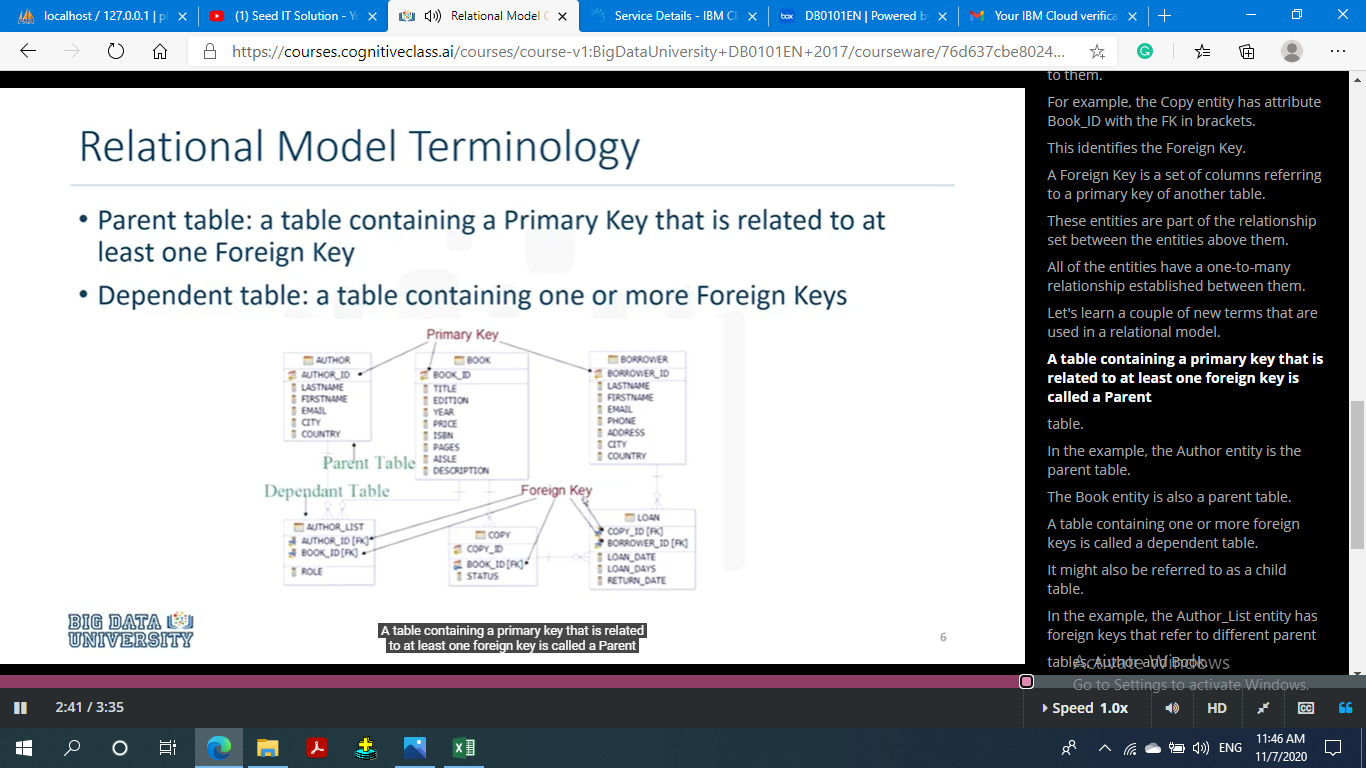 localhost / 127.0.0.1 | p
(1) Seed IT Solution - Yo
Relational Model C
Service Details - IBM Cl
DB0101EN | Powered b
Your IBM Cloud verifica
https://courses.cognitiveclass.ai/courses/course-v1:BigDataUniversity+DB0101EN+2017/courseware/76d637cbe8024...
Relational Model Terminology
• Parent table: a table containing a Primary Key that is related to at
least one Foreign Key
• Dependent table: a table containing one or more Foreign Keys
Primary Key
AUTHOR
AUTHOR_ID
LASTNAME
FIRSTNAME
EMAIL
CITY
COUNTRY
BOOK
BOOK_ID
TITLE
EDITION
YEAR
PRICE
ISBN
PAGES
AISLE
DESCRIPTION
BORROWER
BORROWER_ID
LASTNAME
FIRSTNAME
EMAIL
PHONE
ADDRESS
CITY
COUNTRY
Parent Table
Dependant Table
Foreign Key
AUTHOR_LIST
AUTHOR_ID [FK]
BOOK_ID [FK]
ROLE
COPY
COPY_ID
BOOK_ID [FK]
STATUS
LOAN
COPY_ID [FK]
BORROWER_ID [FK]
LOAN_DATE
LOAN_DAYS
RETURN_DATE
BIG DATA
UNIVERSITY
A table containing a primary key that is related
to at least one foreign key is called a Parent
6
to them.
For example, the Copy entity has attribute
Book_ID with the FK in brackets.
This identifies the Foreign Key.
A Foreign Key is a set of columns referring
to a primary key of another table.
These entities are part of the relationship
set between the entities above them.
All of the entities have a one-to-many
relationship established between them.
Let's learn a couple of new terms that are
used in a relational model.
A table containing a primary key that is
related to at least one foreign key is
called a Parent
table.
In the example, the Author entity is the
parent table.
The Book entity is also a parent table.
A table containing one or more foreign
keys is called a dependent table.
It might also be referred to as a child
table.
In the example, the Author_List entity has
foreign keys that refer to different parent
tables, Author and Book.
Activate Windows
Go to Settings to activate Windows.
2:41 / 3:35
Speed 1.0x
HD
CC
ENG
11:46 AM
11/7/2020